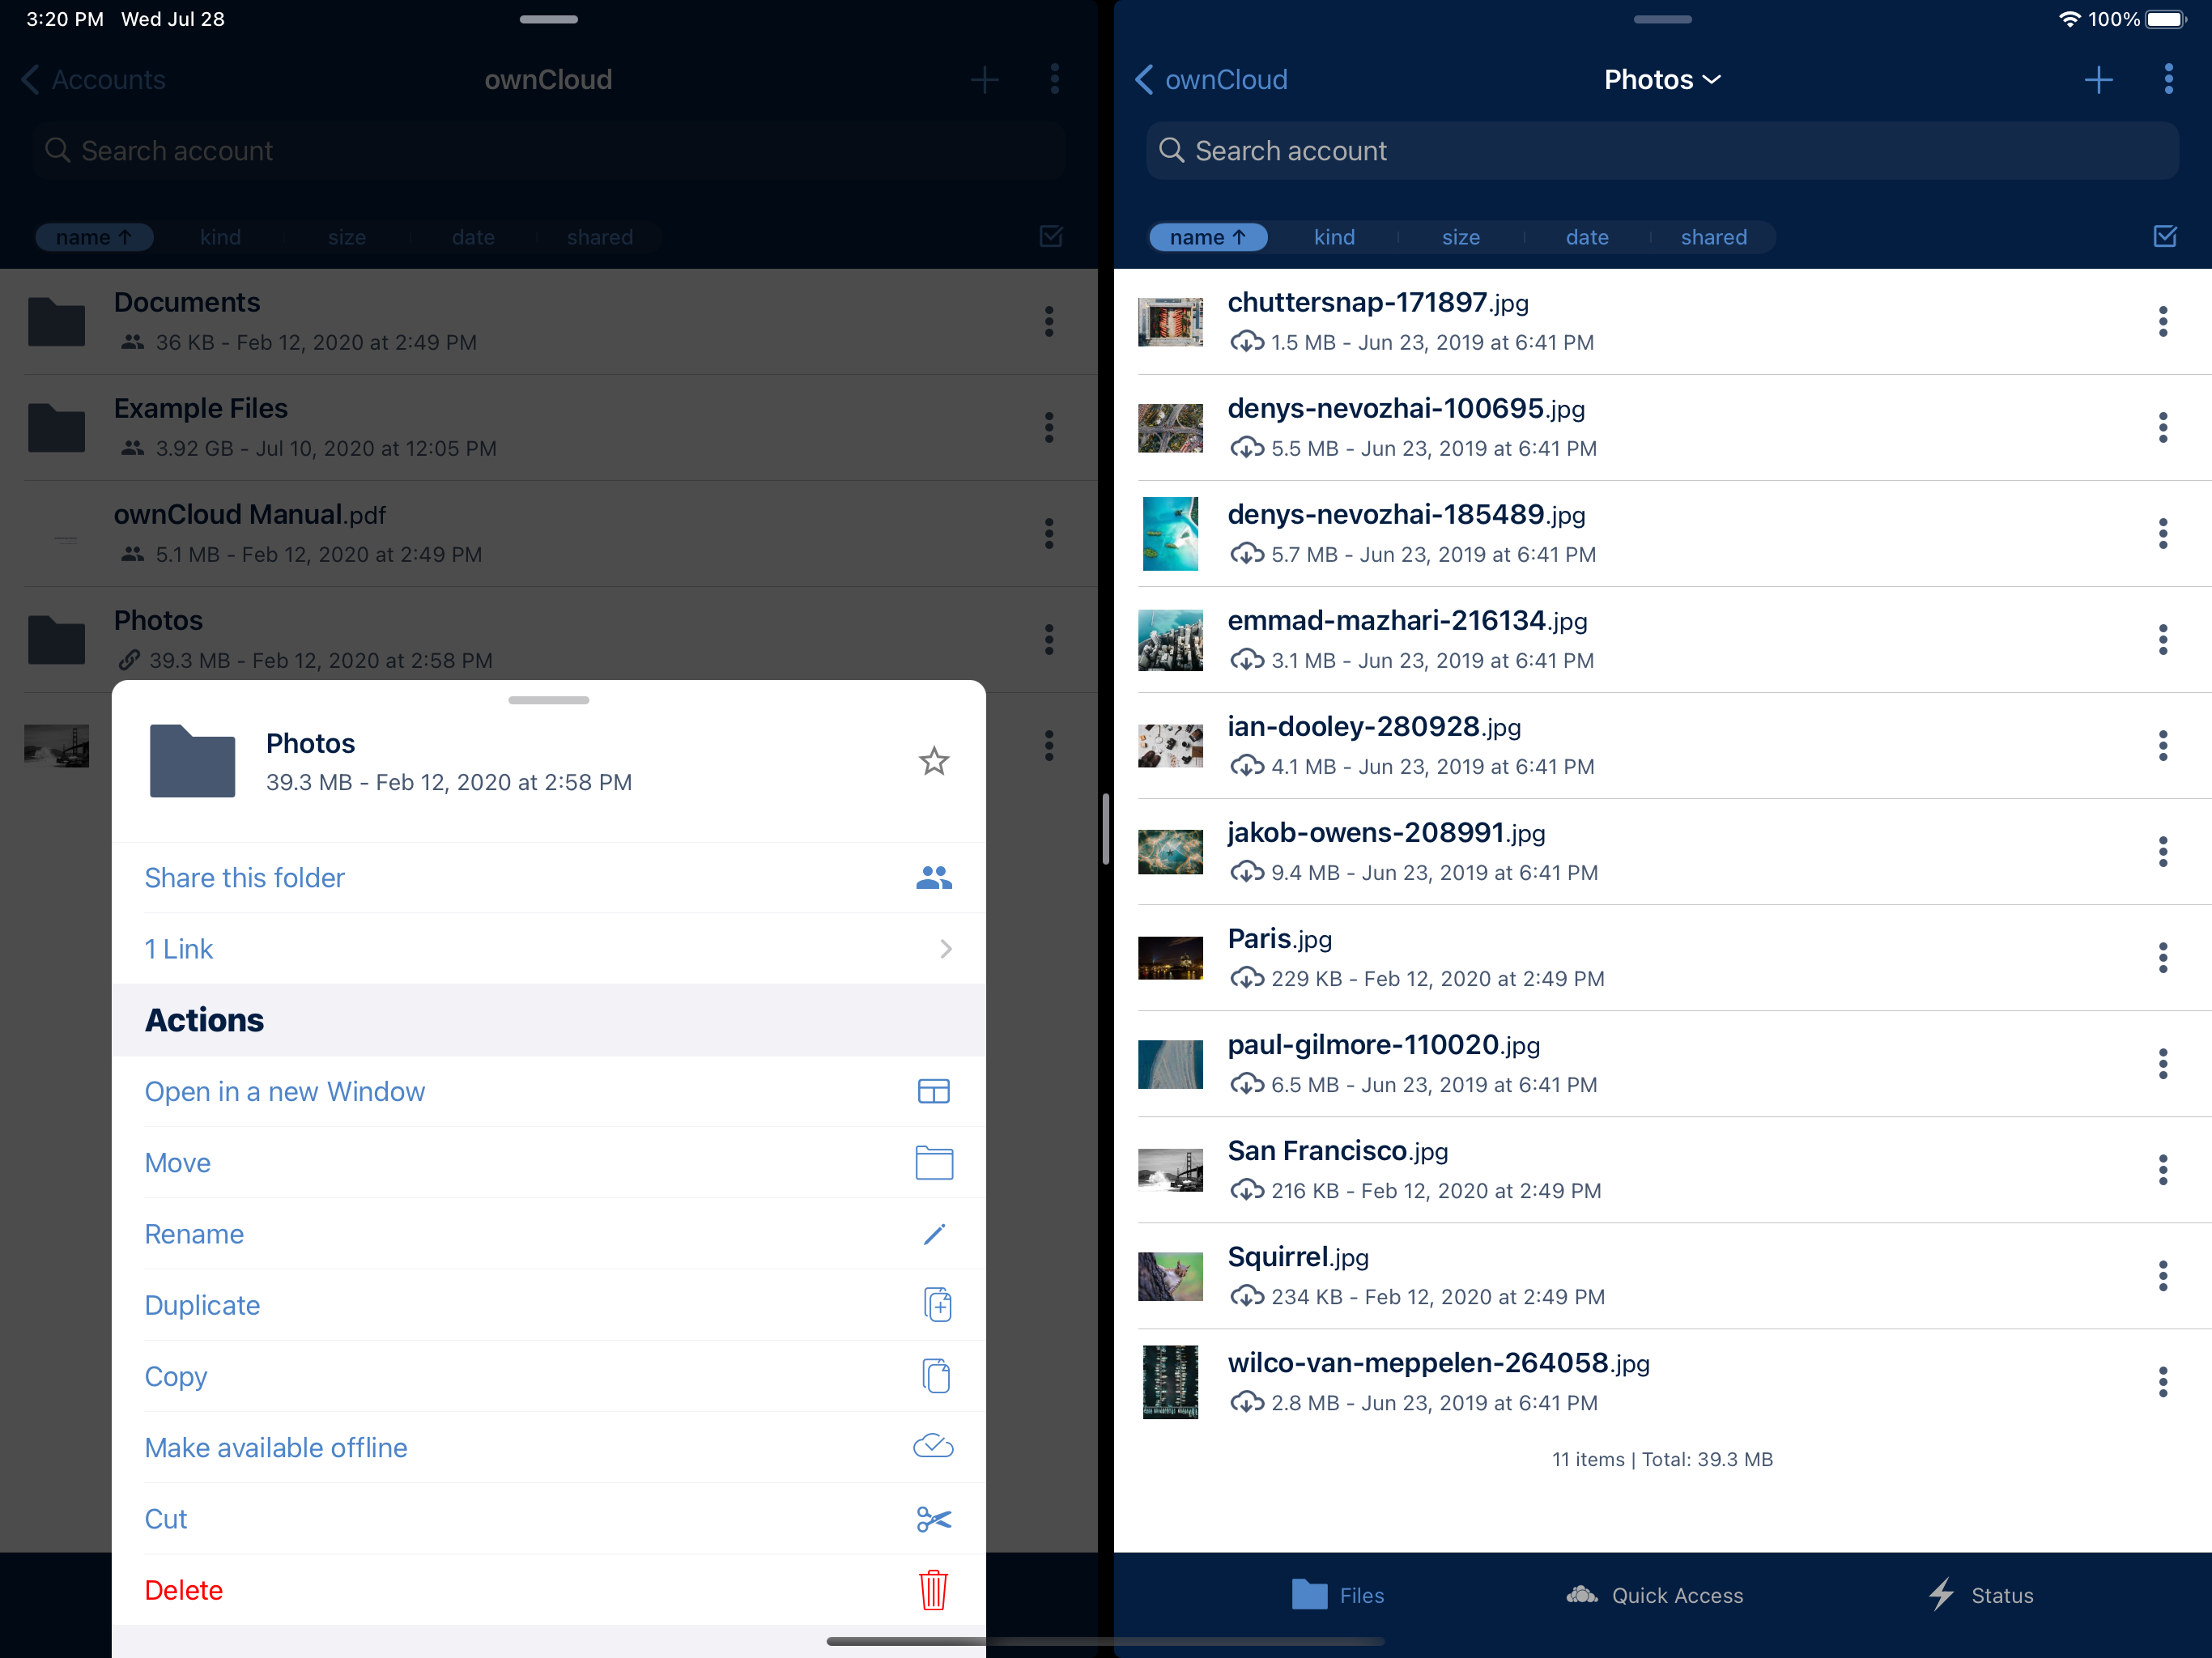 3:20 PM Wed Jul 28
Accounts
ownCloud
Search account
name ↑ kind size date shared
Documents
36 KB - Feb 12, 2020 at 2:49 PM
Example Files
3.92 GB - Jul 10, 2020 at 12:05 PM
ownCloud Manual.pdf
5.1 MB - Feb 12, 2020 at 2:49 PM
Photos
39.3 MB - Feb 12, 2020 at 2:58 PM
Photos
39.3 MB - Feb 12, 2020 at 2:58 PM
Share this folder
1 Link
Actions
Open in a new Window
Move
Rename
Duplicate
Copy
Make available offline
Cut
Delete
100%
ownCloud
Photos
Search account
name ↑ kind size date shared
chuttersnap-171897.jpg
1.5 MB - Jun 23, 2019 at 6:41 PM
denys-nevozhai-100695.jpg
5.5 MB - Jun 23, 2019 at 6:41 PM
denys-nevozhai-185489.jpg
5.7 MB - Jun 23, 2019 at 6:41 PM
emmad-mazhari-216134.jpg
3.1 MB - Jun 23, 2019 at 6:41 PM
ian-dooley-280928.jpg
4.1 MB - Jun 23, 2019 at 6:41 PM
jakob-owens-208991.jpg
9.4 MB - Jun 23, 2019 at 6:41 PM
Paris.jpg
229 KB - Feb 12, 2020 at 2:49 PM
paul-gilmore-110020.jpg
6.5 MB - Jun 23, 2019 at 6:41 PM
San Francisco.jpg
216 KB - Feb 12, 2020 at 2:49 PM
Squirrel.jpg
234 KB - Feb 12, 2020 at 2:49 PM
wilco-van-meppelen-264058.jpg
2.8 MB - Jun 23, 2019 at 6:41 PM
11 items | Total: 39.3 MB
Files
Quick Access
Status